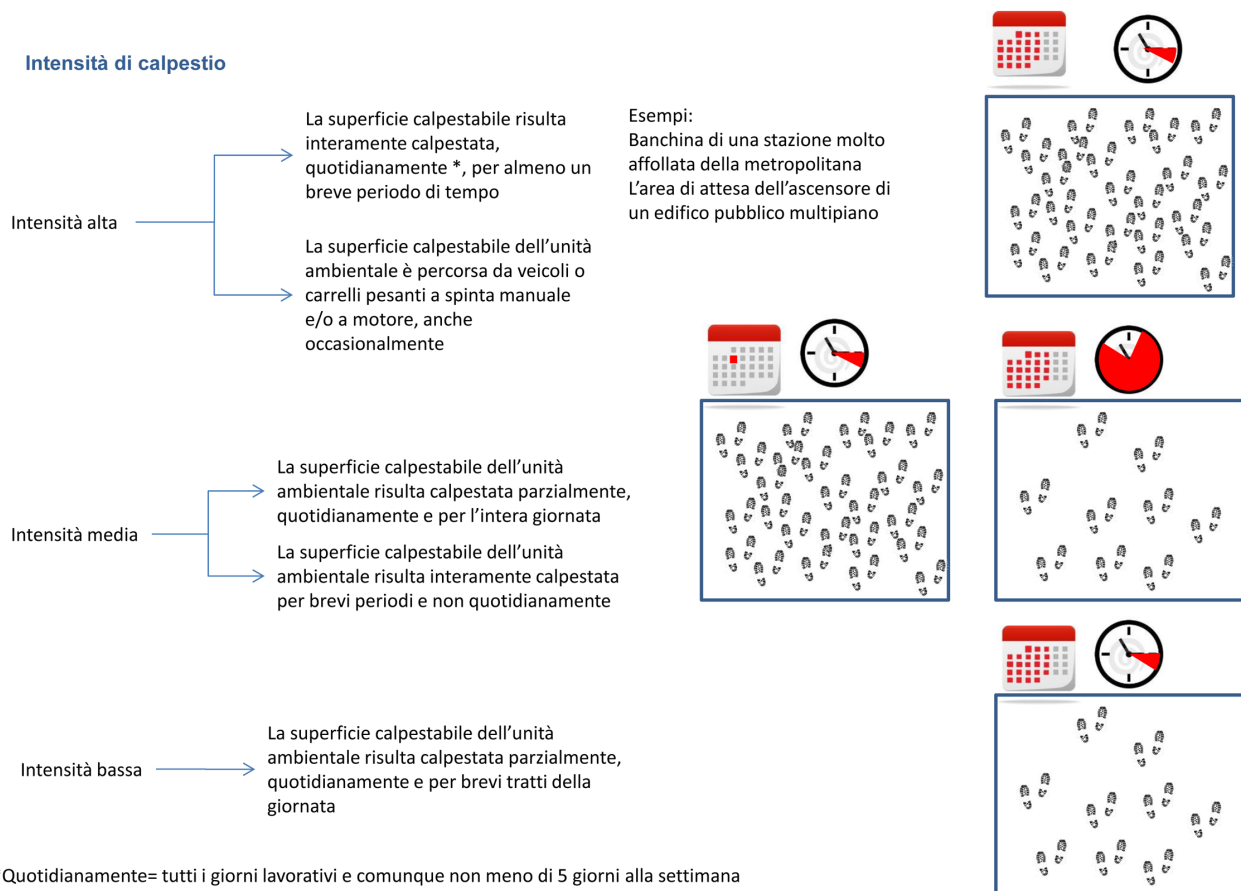 Intensità di calpestio
Intensità alta
La superficie calpestabile risulta
interamente calpestata,
quotidianamente *, per almeno un
breve periodo di tempo
La superficie calpestabile dell’unità
ambientale è percorsa da veicoli o
carrelli pesanti a spinta manuale
e/o a motore, anche
occasionalmente
Esempi:
Banchina di una stazione molto
affollata della metropolitana
L’area di attesa dell’ascensore di
un edifico pubblico multipiano
Intensità media
La superficie calpestabile dell’unità
ambientale risulta calpestata parzialmente,
quotidianamente e per l’intera giornata
La superficie calpestabile dell’unità
ambientale risulta interamente calpestata
per brevi periodi e non quotidianamente
Intensità bassa
La superficie calpestabile dell’unità
ambientale risulta calpestata parzialmente,
quotidianamente e per brevi tratti della
giornata
Quotidianamente= tutti i giorni lavorativi e comunque non meno di 5 giorni alla settimana